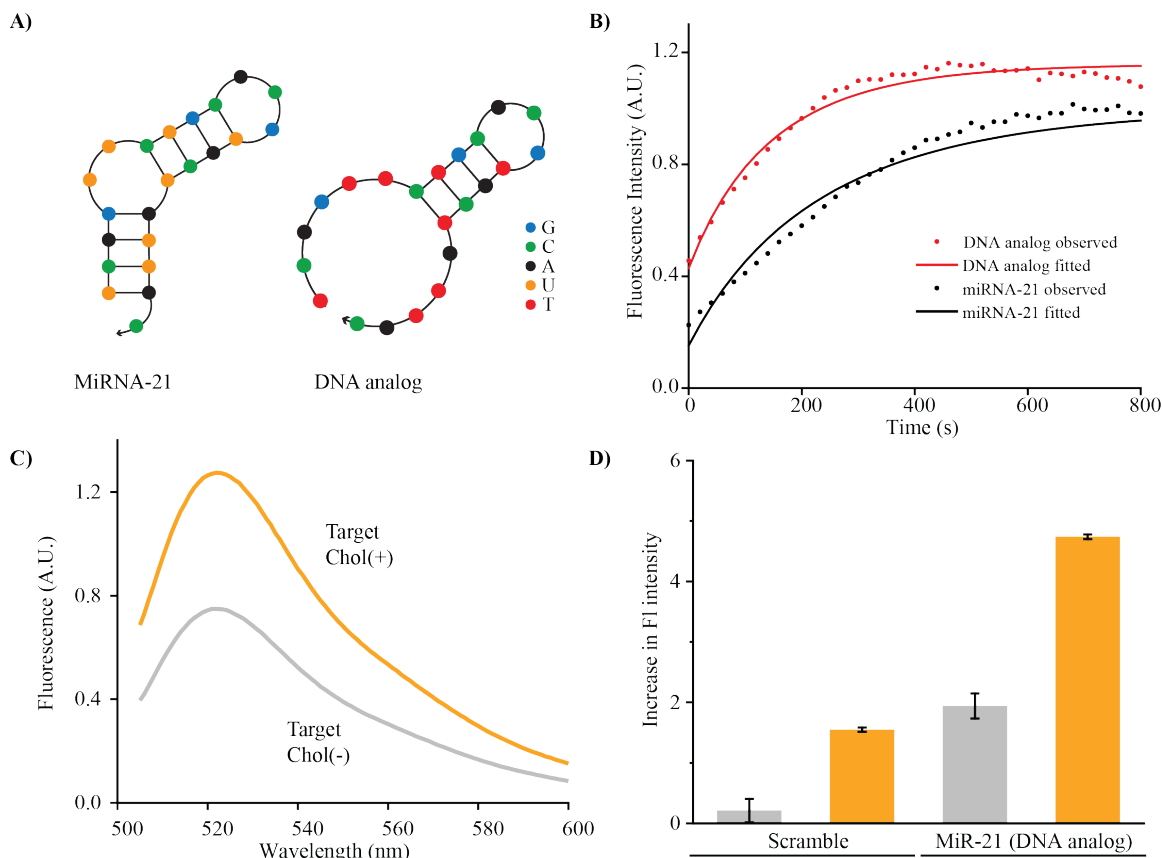 A)
G
C
A
U
T
MiRNA-21
DNA analog
B)
Fluorescence Intensity (A.U.)
1.2
0.8
0.4
0.0
DNA analog observed
DNA analog fitted
miRNA-21 observed
miRNA-21 fitted
0
200
400
600
800
Time (s)
C)
Fluorescence (A.U.)
1.2
0.8
0.4
0.0
Target
Chol(+)
Target
Chol(-)
500
520
540
560
580
600
Wavelength (nm)
D)
Increase in Fl intensity
6
4
2
0
Scramble
MiR-21 (DNA analog)